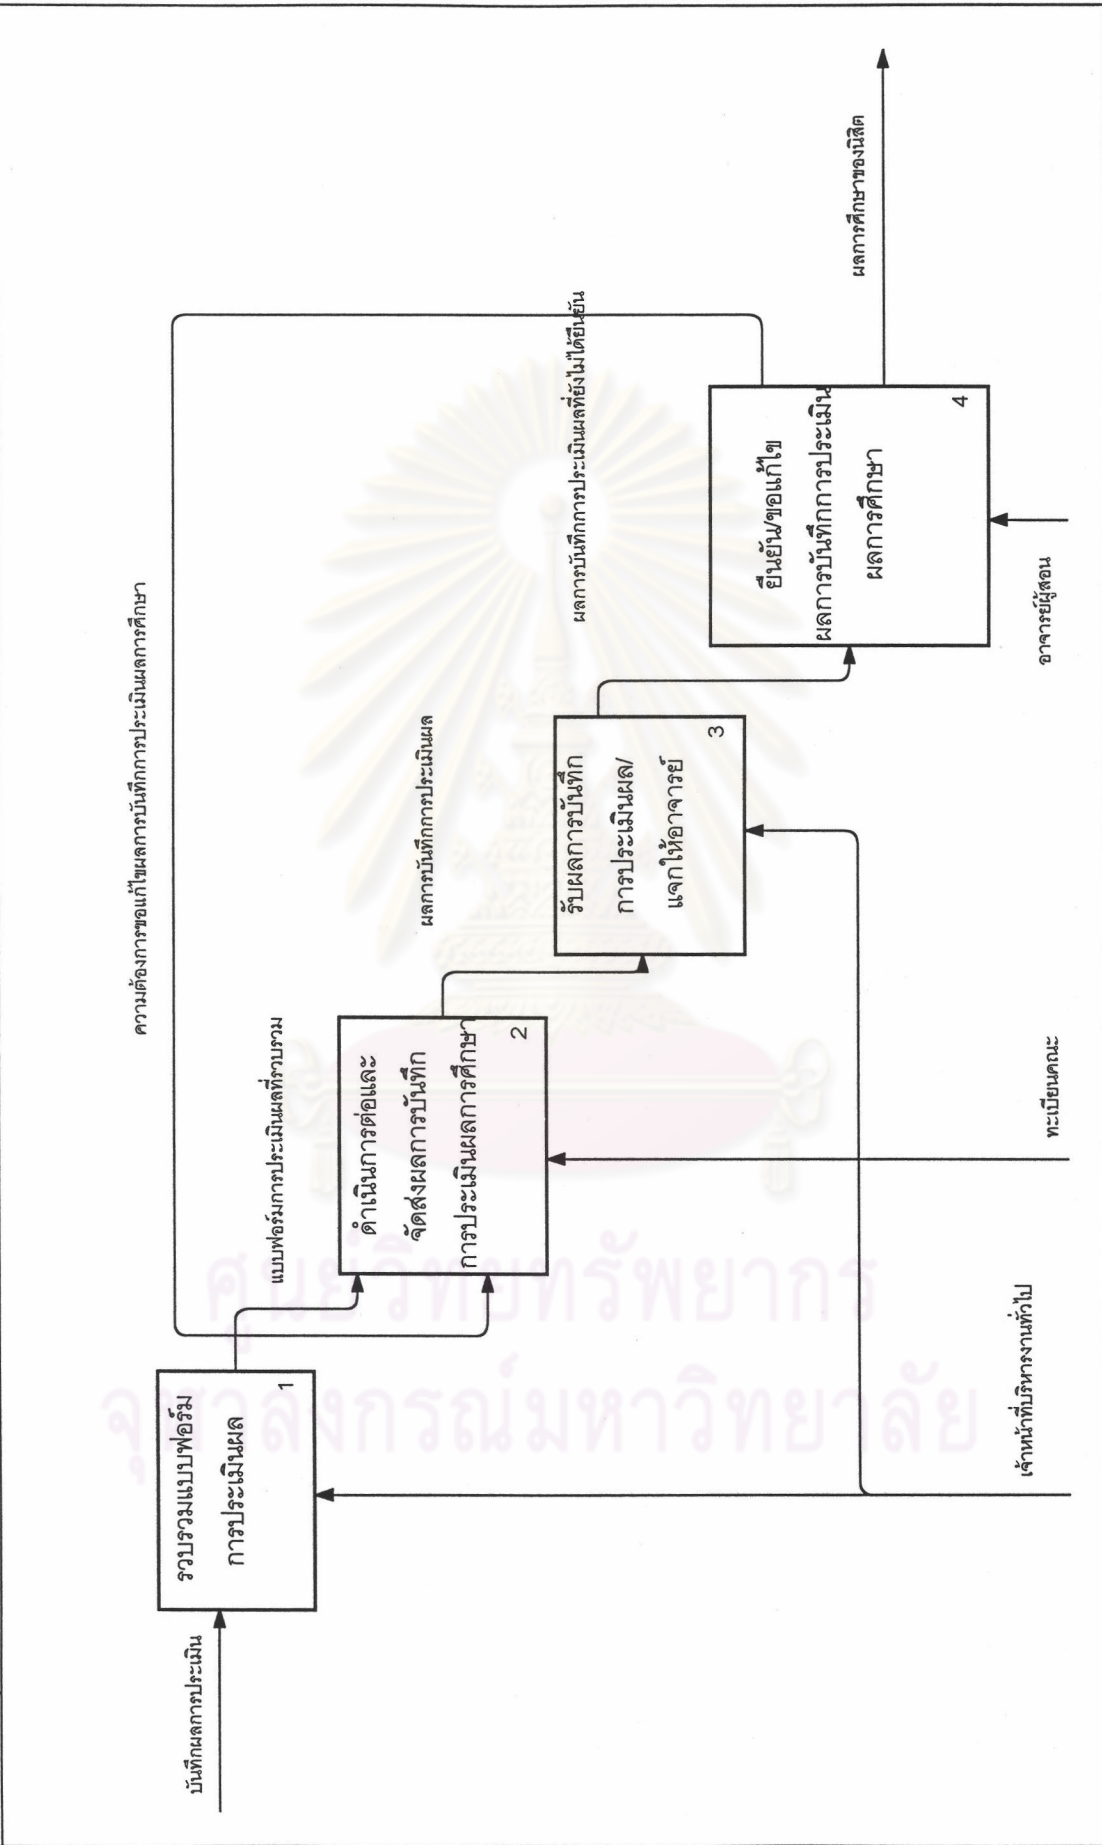 ความต้องการขอแก้ไขผลการบันทึกการประเมินผลการศึกษา
บันทึกผลการประเมิน
รวบรวมแบบฟอร์ม
การประเมินผล
1
แบบฟอร์มการประเมินผลที่รวบรวม
ดำเนินการต่อและ
จัดส่งผลการบันทึก
การประเมินผลการศึกษา
2
ผลการบันทึกการประเมินผล
รับผลการบันทึก
การประเมินผล/
แจกให้อาจารย์
3
ผลการบันทึกการประเมินผลที่ยังไม่ได้ยืนยัน
ยืนยัน/ขอแก้ไข
ผลการบันทึกการประเมิน
ผลการศึกษา
4
ผลการศึกษาของนิสิต
เจ้าหน้าที่บริหารงานทั่วไป
ทะเบียนคณะ
อาจารย์ผู้สอน
ศูนย์วิทยทรัพยากร
จุฬาลงกรณ์มหาวิทยาลัย